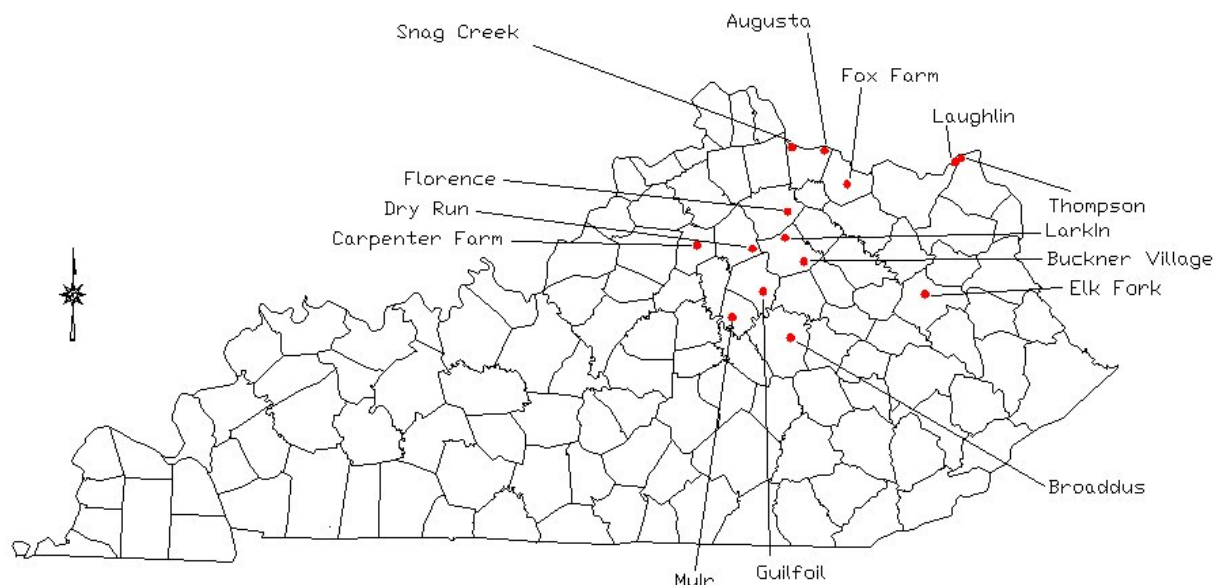 Augusta
Snag Creek
Fox Farm
Laughlin
Florence
Thompson
Dry Run
LarkIn
Carpenter Farm
Buckner Village
Elk Fork
Broaddus
Guilfoil
MuIr